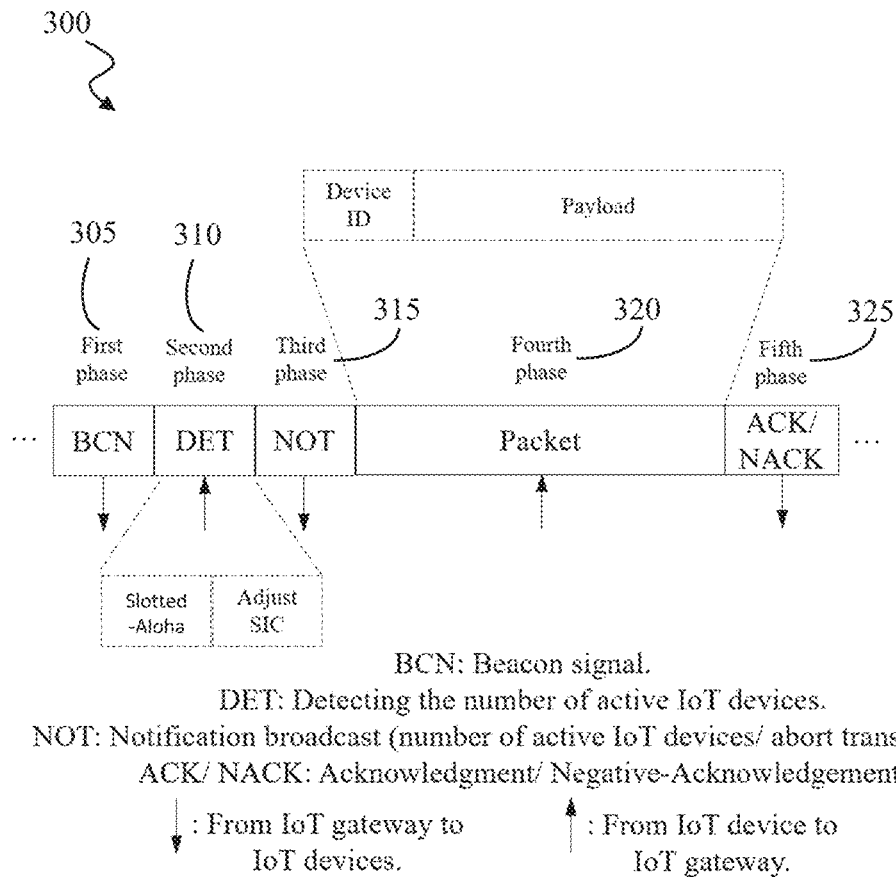 300
Device
ID
Payload
305
310
315
320
325
First
phase
Second
phase
Third
phase
Fourth
phase
Fifth
phase
...
BCN
DET
NOT
Packet
ACK/
NACK
...
Slotted
-Aloha
Adjust
SIC
BCN: Beacon signal.
DET: Detecting the number of active IoT devices.
NOT: Notification broadcast (number of active IoT devices/ abort trans
ACK/ NACK: Acknowledgment/ Negative-Acknowledgement
: From IoT gateway to
IoT devices.
: From IoT device to
IoT gateway.